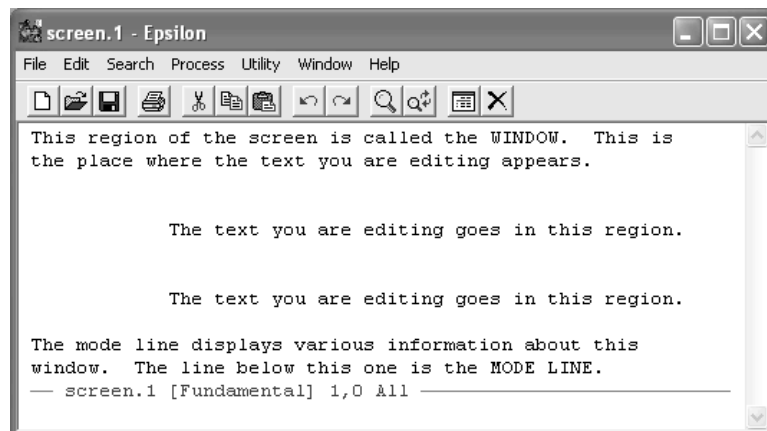 screen.1 - Epsilon
File Edit Search Process Utility Window Help
This region of the screen is called the WINDOW. This is
the place where the text you are editing appears.
The text you are editing goes in this region.
The text you are editing goes in this region.
The mode line displays various information about this
window. The line below this one is the MODE LINE.
screen.1 [Fundamental] 1,0 All